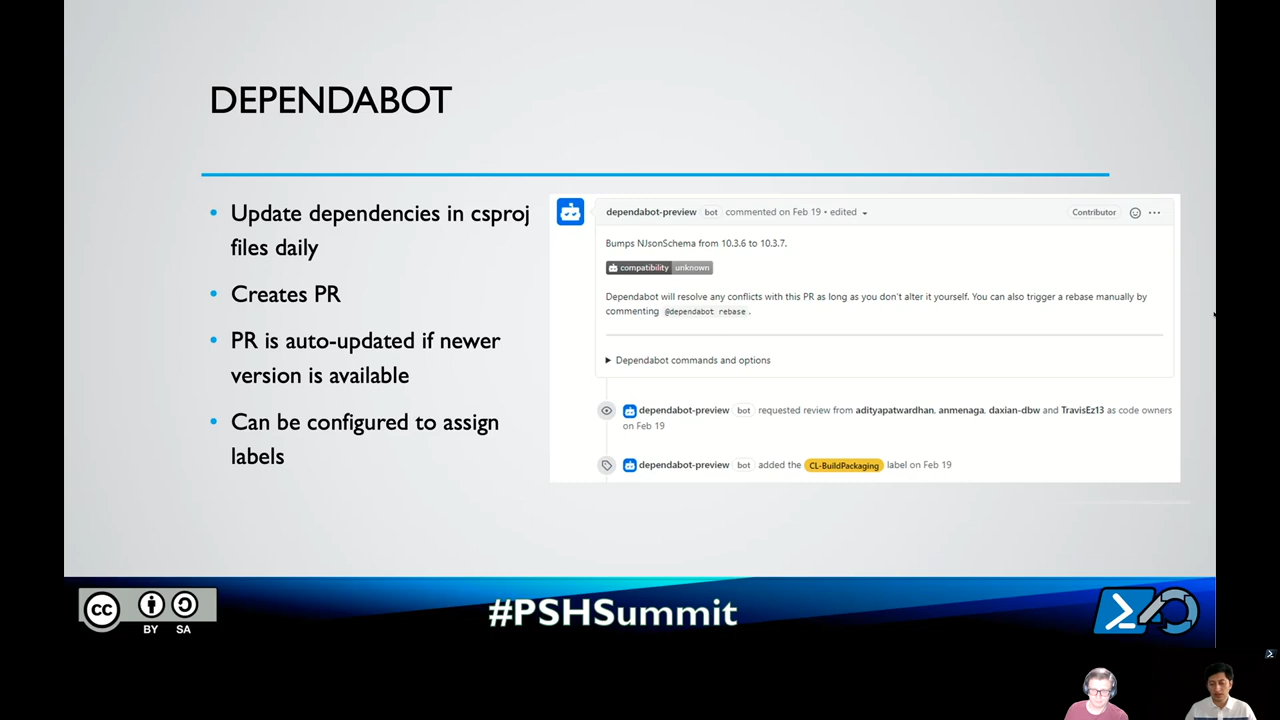 DEPENDABOT
• Update dependencies in csproj
files daily
• Creates PR
• PR is auto-updated if newer
version is available
• Can be configured to assign
labels
dependabot-preview bot commented on Feb 19 • edited
Contributor
Bumps NJsonSchema from 10.3.6 to 10.3.7.
compatibility unknown
Dependabot will resolve any conflicts with this PR as long as you don't alter it yourself. You can also trigger a rebase manually by
commenting @dependabot rebase.
Dependabot commands and options
dependabot-preview bot requested review from adityapatwardhan, anmenaga, daxian-dbw and TravisEz13 as code owners
on Feb 19
dependabot-preview bot added the CL-BuildPackaging label on Feb 19
cc
BY SA
#PSHSummit